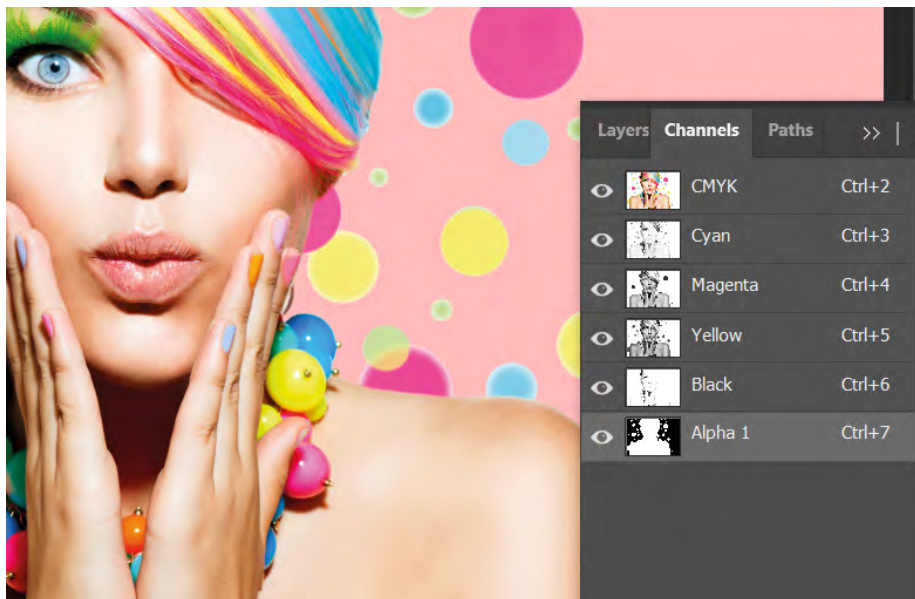 Layers Channels Paths >>
CMYK Ctrl+2
Cyan Ctrl+3
Magenta Ctrl+4
Yellow Ctrl+5
Black Ctrl+6
Alpha 1 Ctrl+7